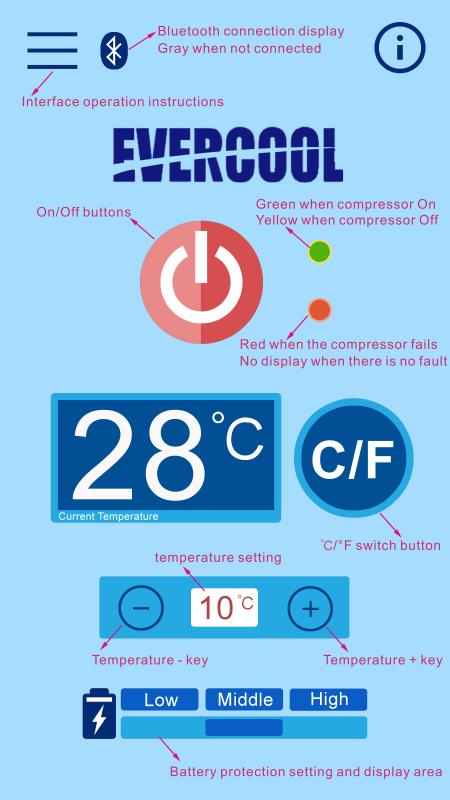 Bluetooth connection display
Gray when not connected
Interface operation instructions
EVERCOOL
On/Off buttons
Green when compressor On
Yellow when compressor Off
Red when the compressor fails
No display when there is no fault
28°C
Current Temperature
C/F
°C/°F switch button
temperature setting
− 10°C +
Temperature - key
Temperature + key
Low Middle High
Battery protection setting and display area